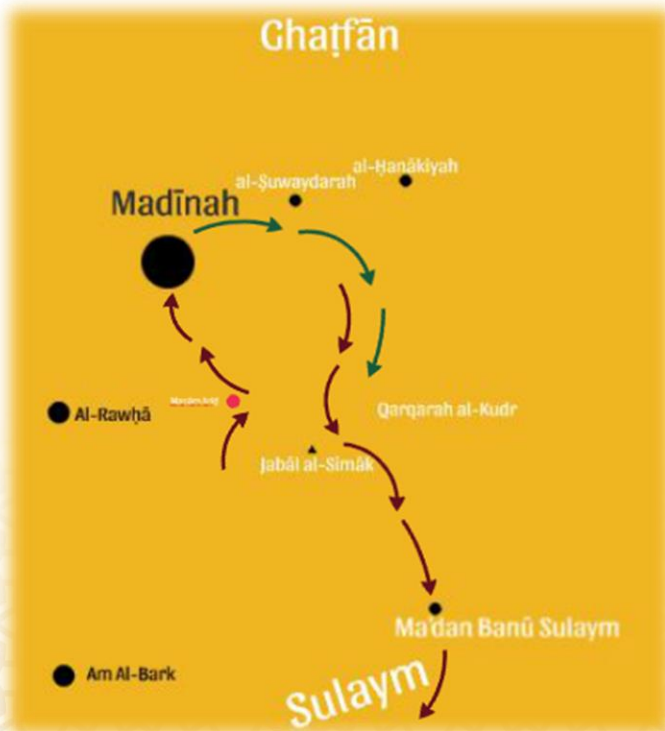 Ghaṭfān
al-Ḥanākiyah
al-Ṣuwaydarah
Madīnah
Al-Rawḥā
Qarqarah al-Kudr
Jabāl al-Simāk
Ma'dan Banū Sulaym
Am Al-Bark
Sulaym